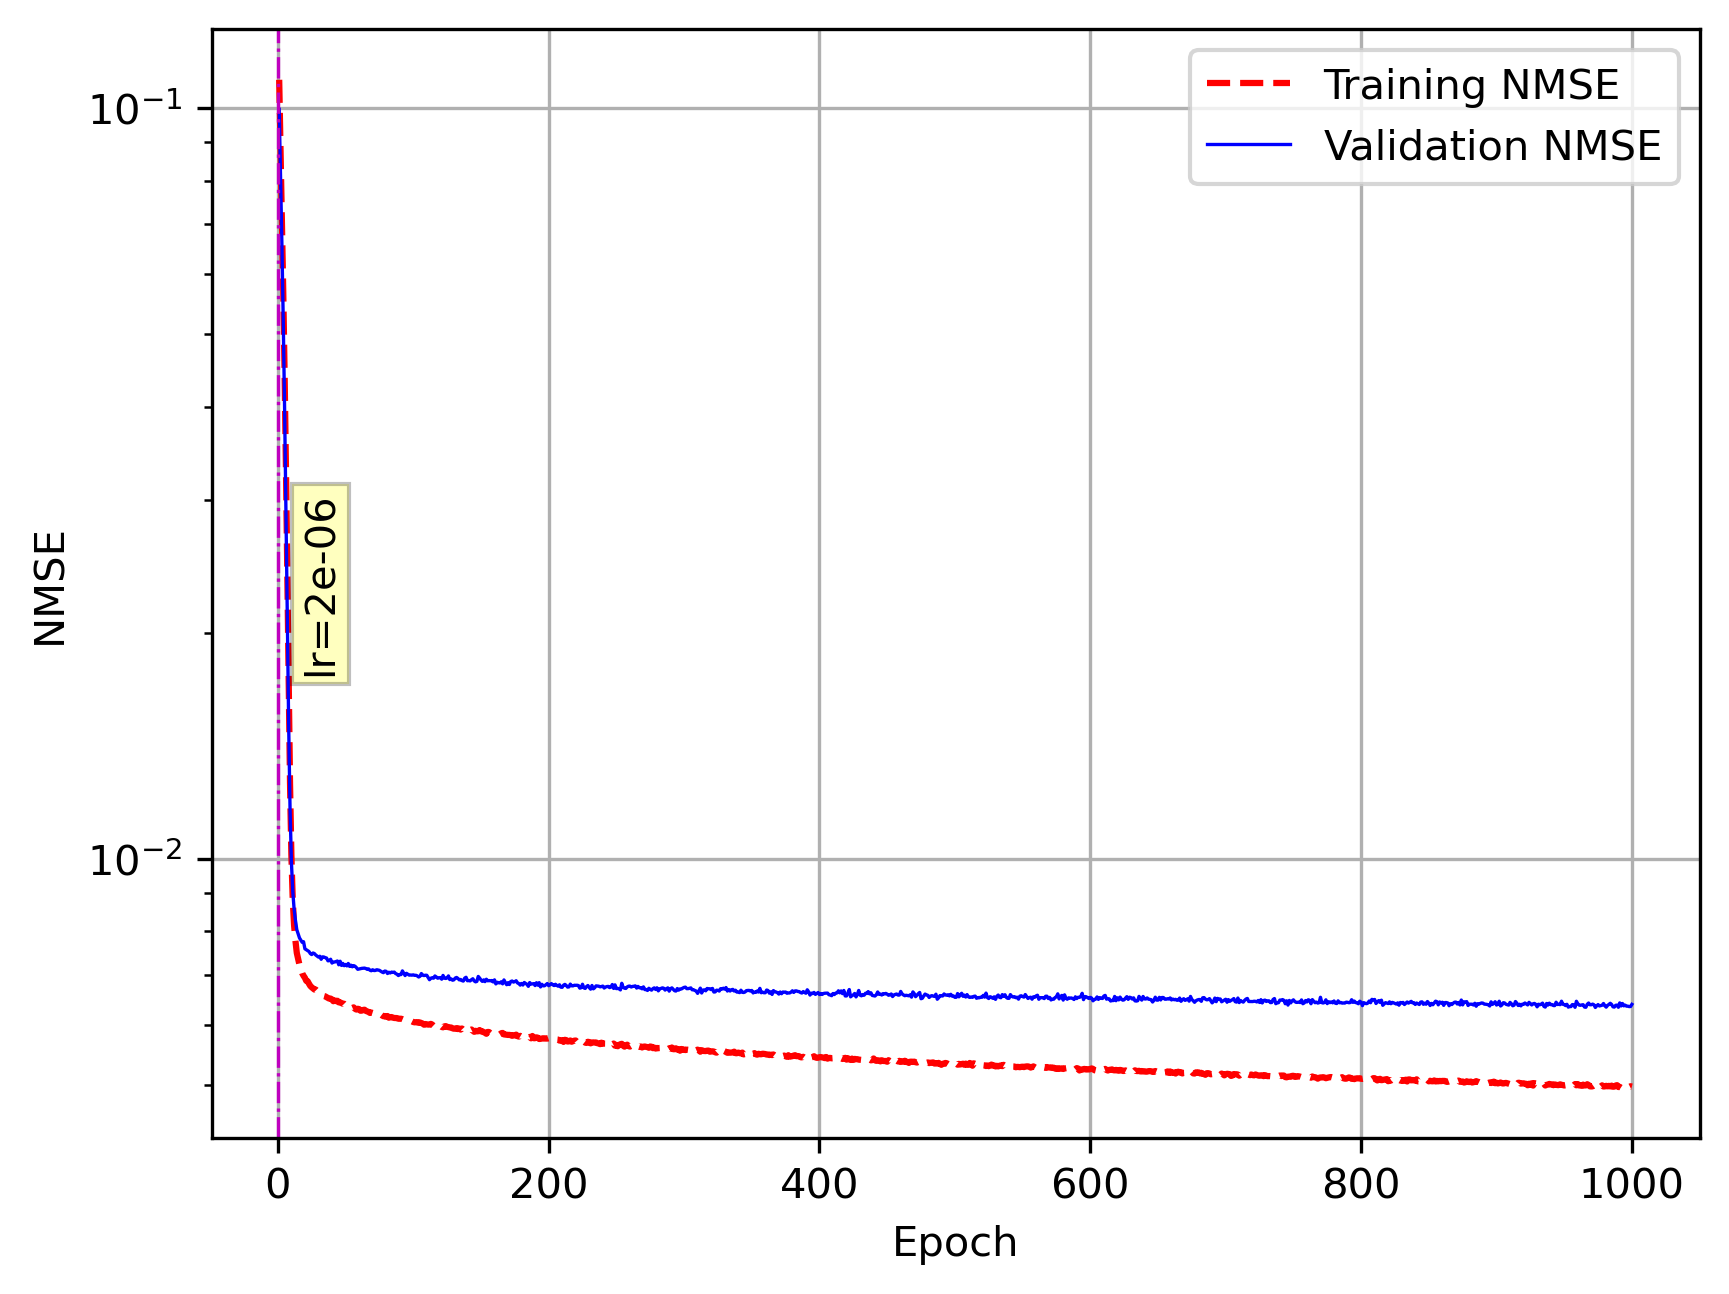 Training NMSE
Validation NMSE
10⁻¹
10⁻²
NMSE
lr=2e-06
0 200 400 600 800 1000
Epoch